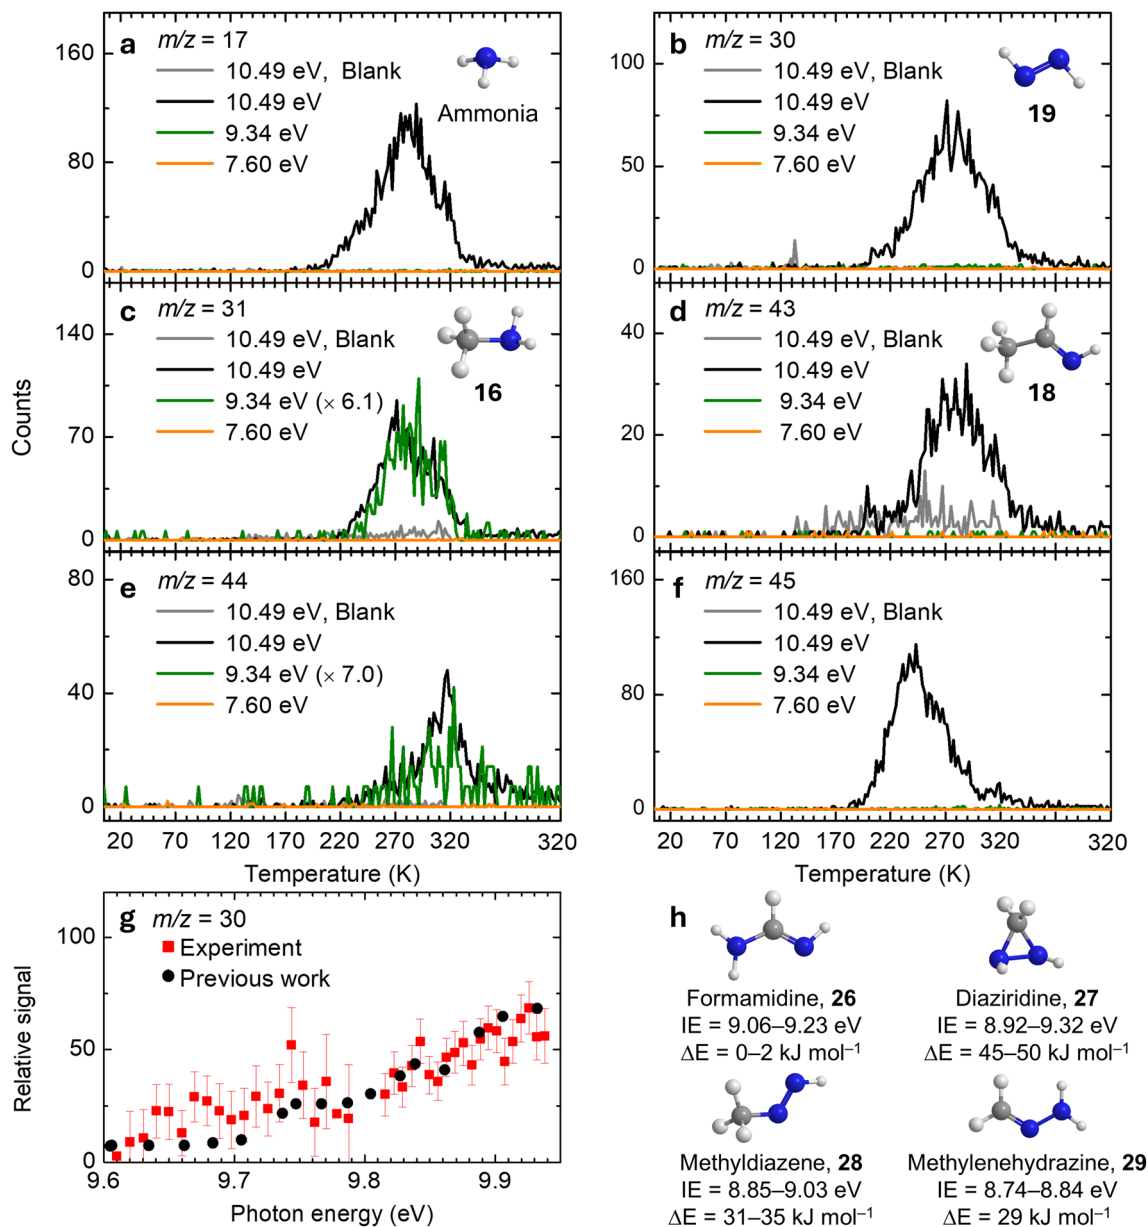 a
m/z = 17
160
10.49 eV, Blank
10.49 eV
9.34 eV
7.60 eV
Ammonia
80
0
b
m/z = 30
100
10.49 eV, Blank
10.49 eV
9.34 eV
7.60 eV
19
50
0
c
m/z = 31
140
10.49 eV, Blank
10.49 eV
9.34 eV (× 6.1)
7.60 eV
16
70
0
Counts
d
m/z = 43
40
10.49 eV, Blank
10.49 eV
9.34 eV
7.60 eV
18
20
0
e
m/z = 44
80
10.49 eV, Blank
10.49 eV
9.34 eV (× 7.0)
7.60 eV
40
0
20 70 120 170 220 270 320 320
Temperature (K)
f
m/z = 45
160
10.49 eV, Blank
10.49 eV
9.34 eV
7.60 eV
80
0
20 70 120 170 220 270 320 320
Temperature (K)
g
m/z = 30
100
Experiment
Previous work
50
0
Relative signal
9.6 9.7 9.8 9.9
Photon energy (eV)
h
Formamidine, 26
IE = 9.06–9.23 eV
ΔE = 0–2 kJ mol⁻¹
Diaziridine, 27
IE = 8.92–9.32 eV
ΔE = 45–50 kJ mol⁻¹
Methyldiazene, 28
IE = 8.85–9.03 eV
ΔE = 31–35 kJ mol⁻¹
Methylenehydrazine, 29
IE = 8.74–8.84 eV
ΔE = 29 kJ mol⁻¹